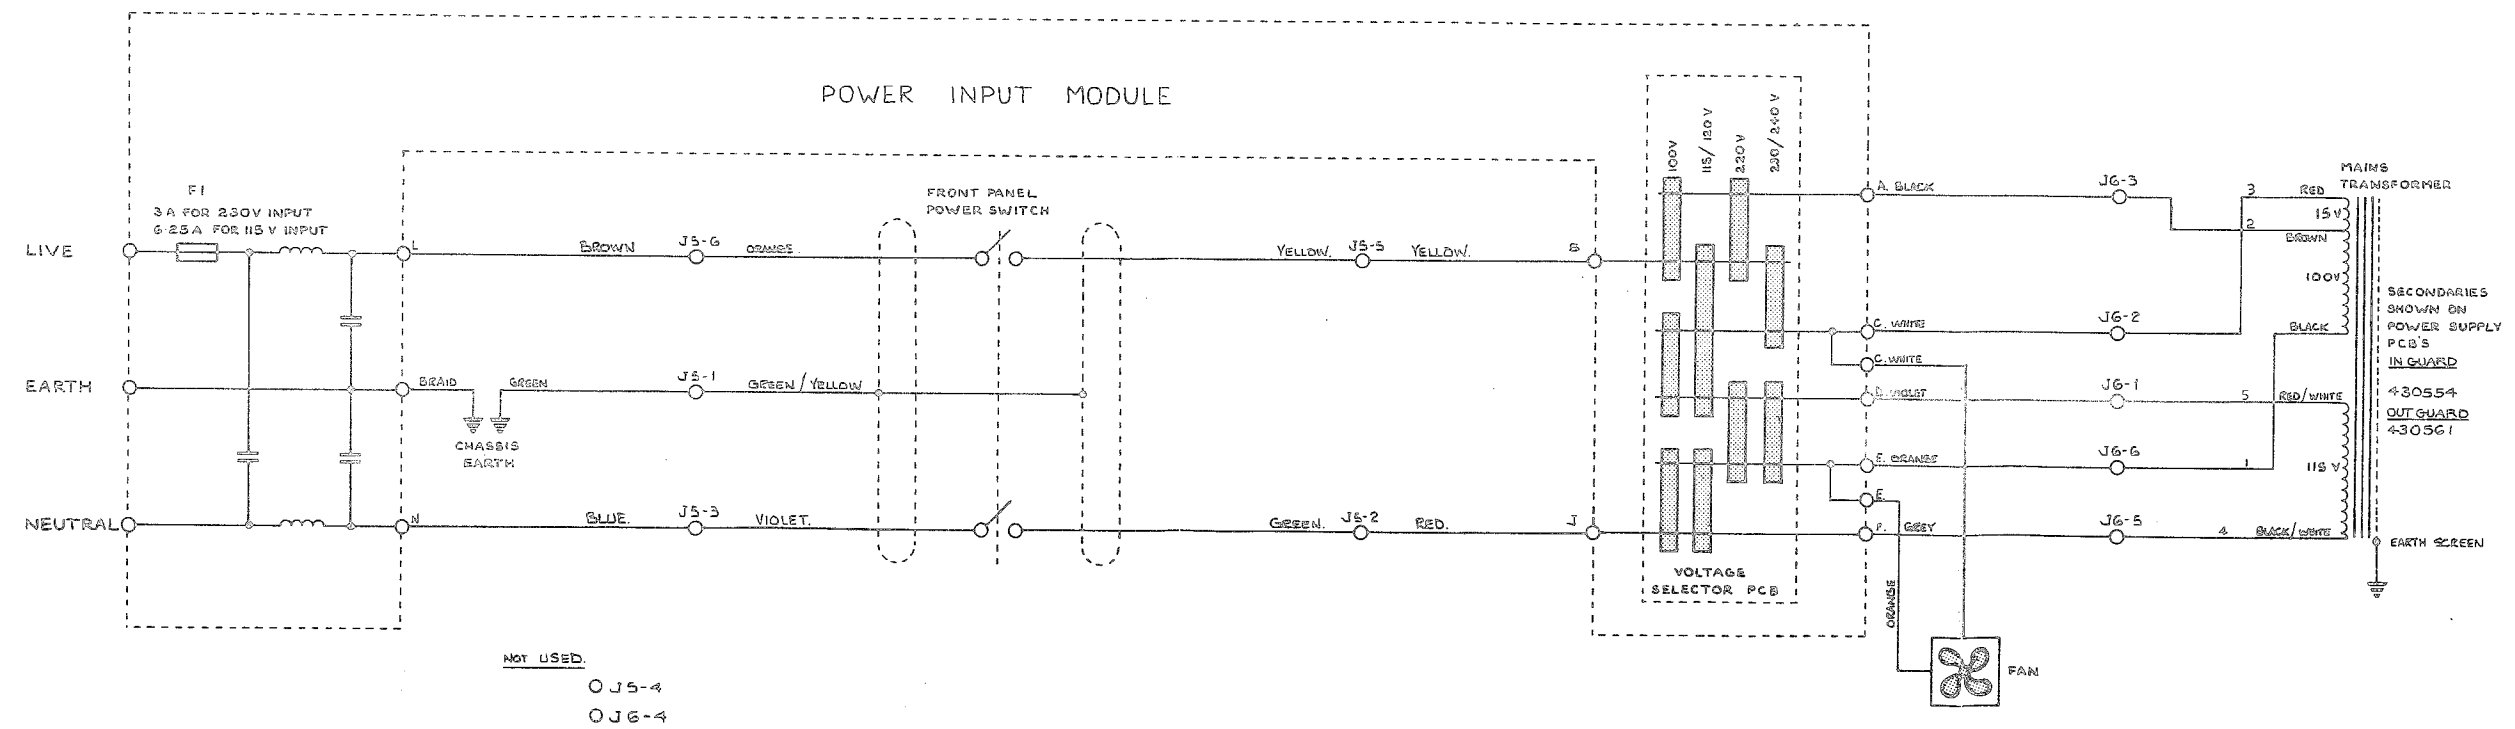 POWER INPUT MODULE
F1
3A FOR 230V INPUT
6·25A FOR 115V INPUT
LIVE
L
BROWN
J5-6
ORANGE.
FRONT PANEL
POWER SWITCH
YELLOW.
J5-5
YELLOW.
B
100V
115/120V
220V
230/240V
A. BLACK
J6-3
3
RED
MAINS
TRANSFORMER
15V
2
BROWN
100V
C. WHITE
J6-2
BLACK
SECONDARIES
SHOWN ON
POWER SUPPLY
PCB'S
IN GUARD
430554
OUT GUARD
430561
C. WHITE
EARTH
BRAID
GREEN
J5-1
GREEN/YELLOW
CHASSIS
EARTH
D. VIOLET
J6-1
5
RED/WHITE
E. ORANGE
J6-6
1
115V
E.
NEUTRAL
N
BLUE.
J5-3
VIOLET.
GREEN.
J5-2
RED.
J
F. GREY
J6-5
4
BLACK/WHITE
EARTH SCREEN
VOLTAGE
SELECTOR PCB
ORANGE
FAN
NOT USED.
J5-4
J6-4